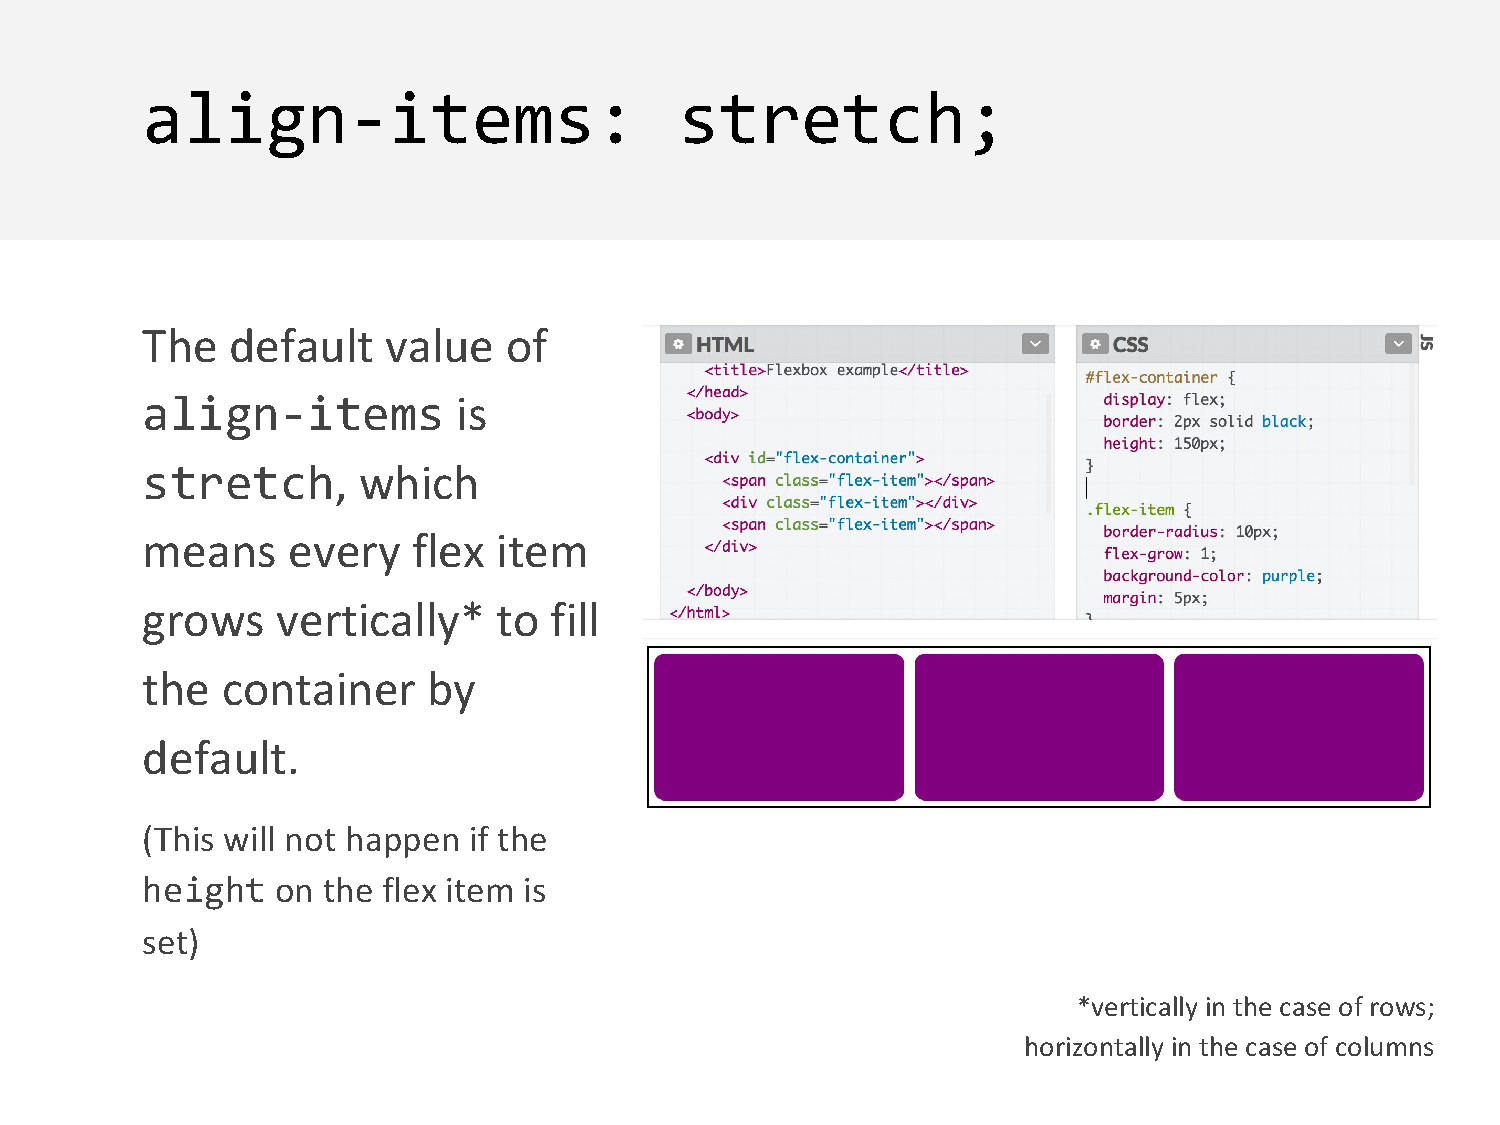 align-items: stretch;
The default value of
align-items is
stretch, which
means every flex item
grows vertically* to fill
the container by
default.
(This will not happen if the
height on the flex item is
set)
HTML
<title>Flexbox example</title>
</head>
<body>
<div id="flex-container">
<span class="flex-item"></span>
<div class="flex-item"></div>
<span class="flex-item"></span>
</div>
</body>
</html>
CSS
#flex-container {
display: flex;
border: 2px solid black;
height: 150px;
}
.flex-item {
border-radius: 10px;
flex-grow: 1;
background-color: purple;
margin: 5px;
}
JS
*vertically in the case of rows;
horizontally in the case of columns